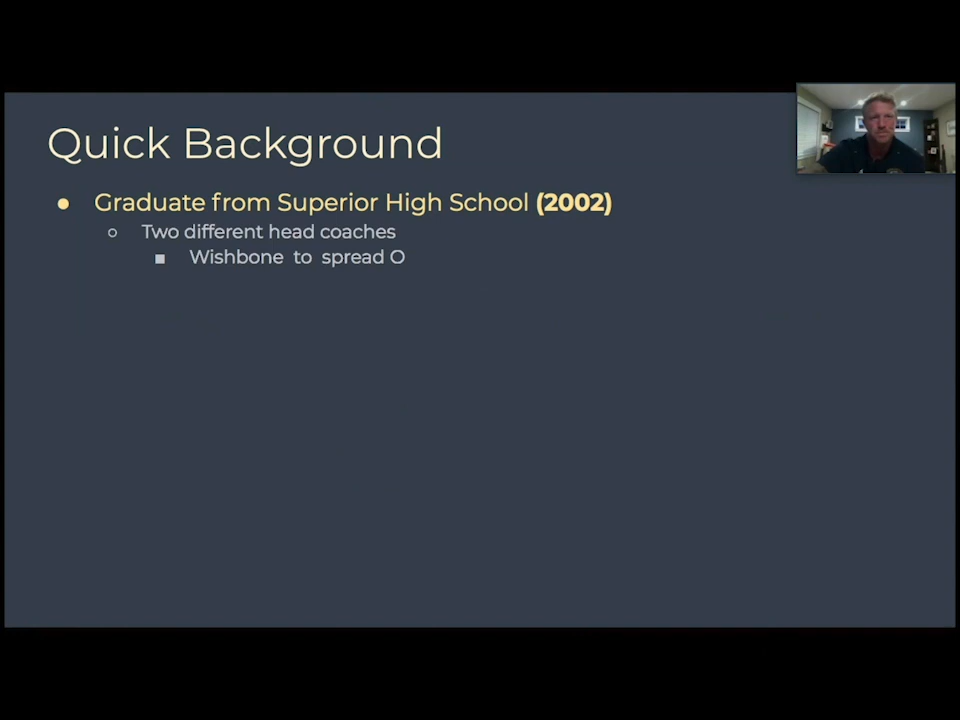 Quick Background
● Graduate from Superior High School (2002)
○ Two different head coaches
■ Wishbone to spread O